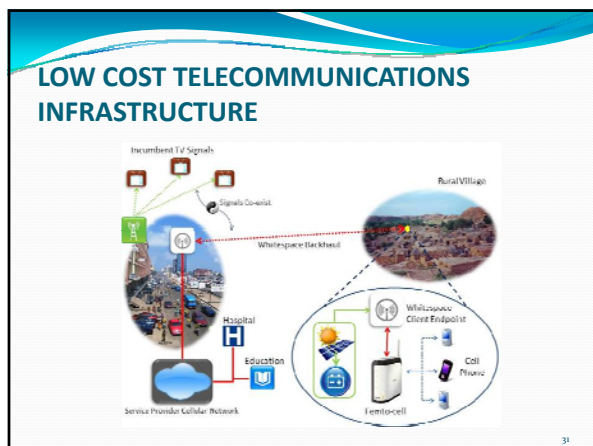 LOW COST TELECOMMUNICATIONS
INFRASTRUCTURE
Incumbent TV Signals
Rural Village
Signals Co-exist
Whitespace Backhaul
Hospital
H
Whitespace
Client Endpoint
Education
Cell
Phone
Service Provider Cellular Network
Femto-cell
31